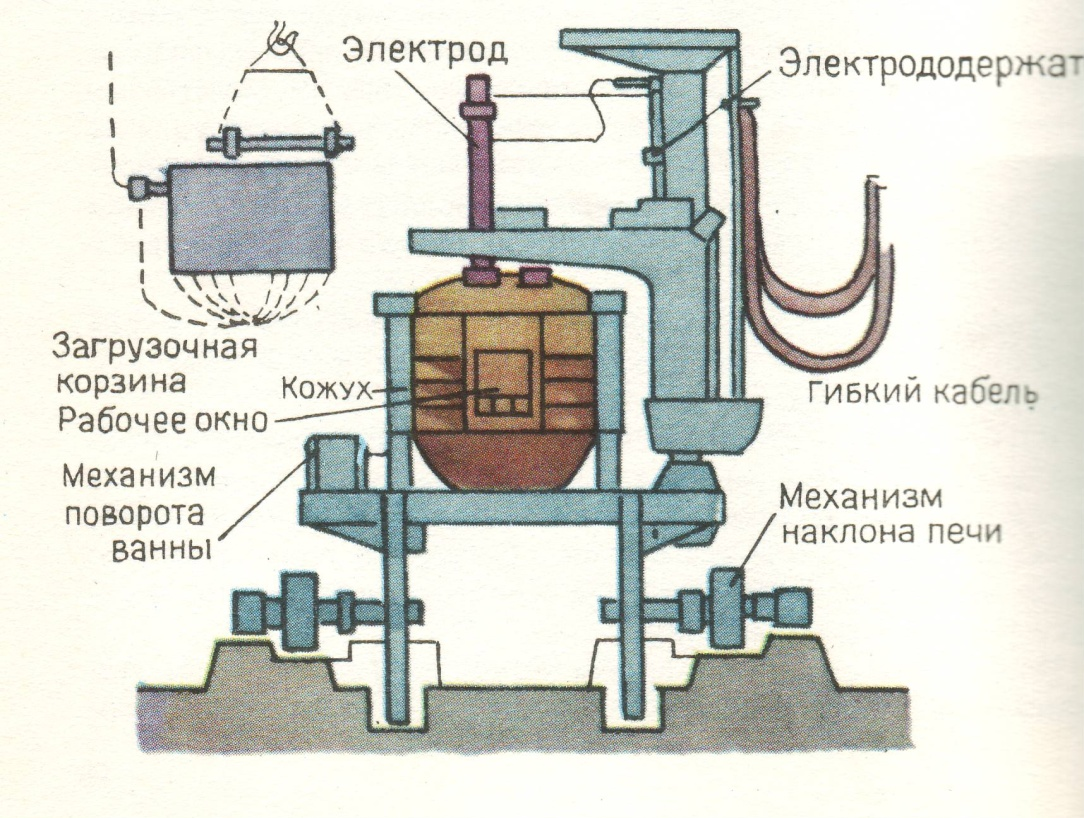 Электрод
Электрододержат
Загрузочная
корзина
Кожух
Рабочее окно
Гибкий кабель
Механизм
поворота
ванны
Механизм
наклона печи